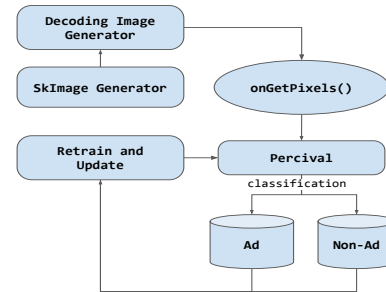 Decoding Image
Generator
SkImage Generator
onGetPixels()
Retrain and
Update
Percival
classification
Ad
Non-Ad